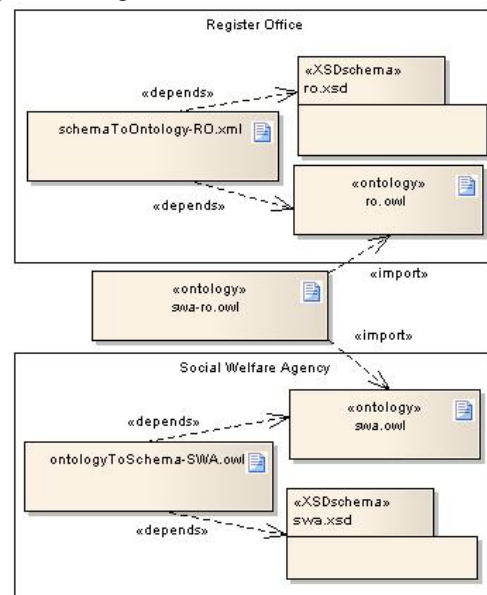 Register Office
«XSDschema»
ro.xsd
«depends»
schemaToOntology-RO.xml
«ontology»
ro.owl
«depends»
«import»
«ontology»
swa-ro.owl
«import»
Social Welfare Agency
«ontology»
swa.owl
«depends»
ontologyToSchema-SWA.owl
«XSDschema»
swa.xsd
«depends»